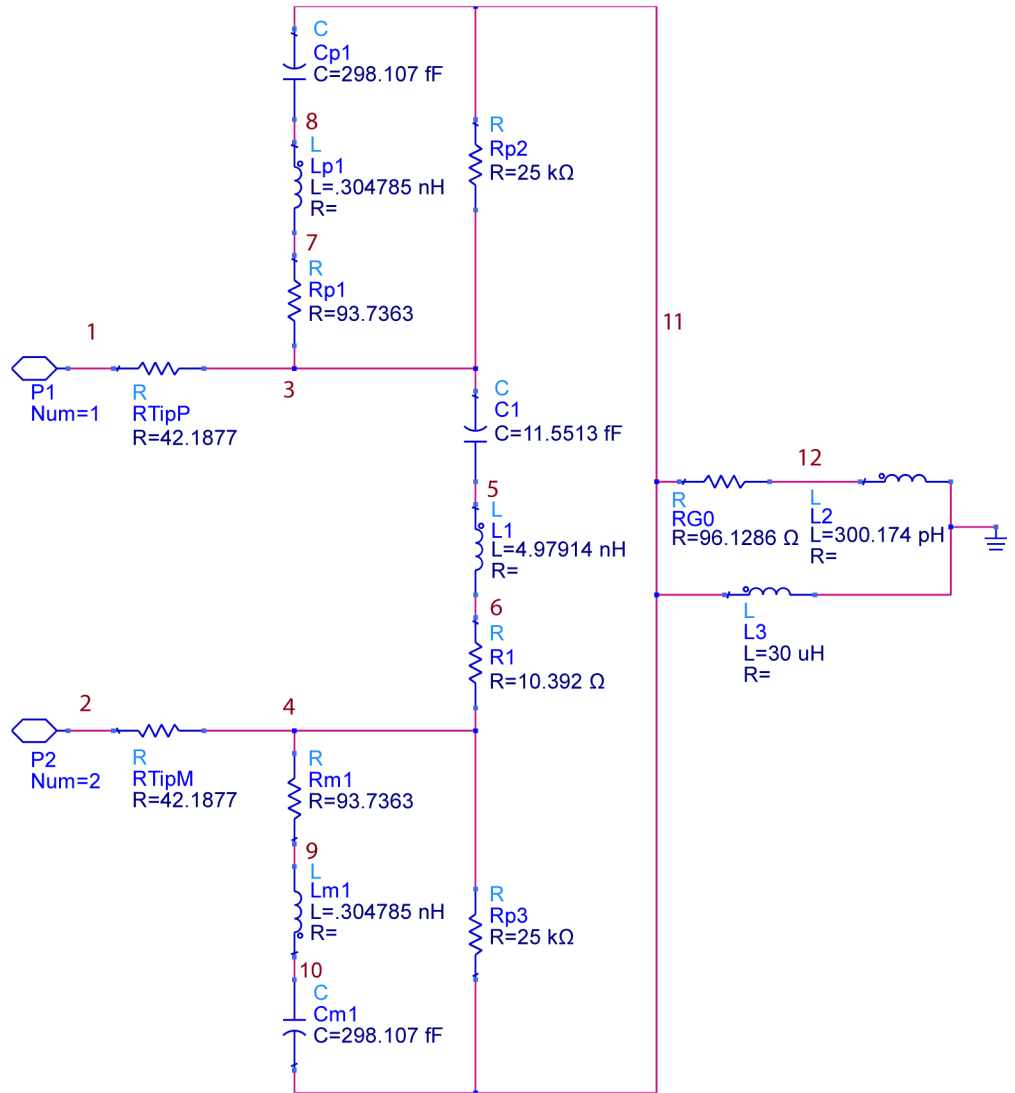 C
Cp1
C=298.107 fF
8
L
Lp1
L=.304785 nH
R=
7
R
Rp1
R=93.7363
R
Rp2
R=25 kΩ
1
P1
Num=1
R
RTipP
R=42.1877
3
C
C1
C=11.5513 fF
5
L
L1
L=4.97914 nH
R=
6
R
R1
R=10.392 Ω
11
R
RG0
R=96.1286 Ω
12
L
L2
L=300.174 pH
R=
L
L3
L=30 uH
R=
2
P2
Num=2
R
RTipM
R=42.1877
4
R
Rm1
R=93.7363
9
L
Lm1
L=.304785 nH
R=
10
C
Cm1
C=298.107 fF
R
Rp3
R=25 kΩ